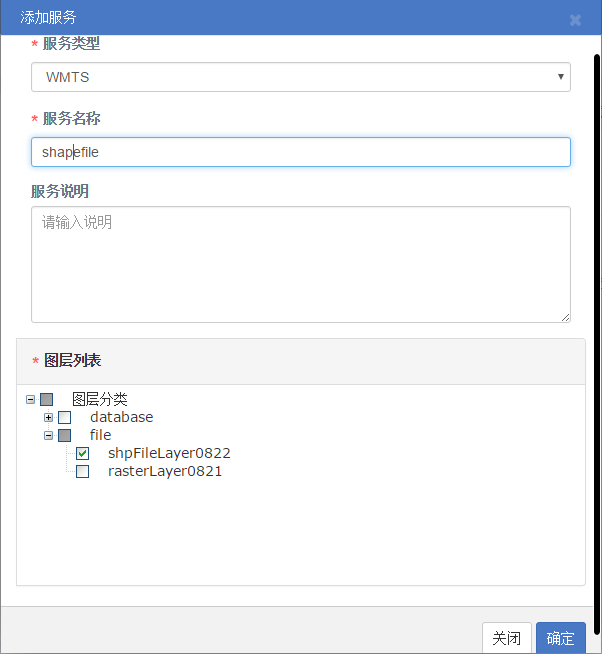 添加服务
* 服务类型
WMTS
* 服务名称
shapefile
服务说明
请输入说明
* 图层列表
图层分类
database
file
shpFileLayer0822
rasterLayer0821
关闭 确定